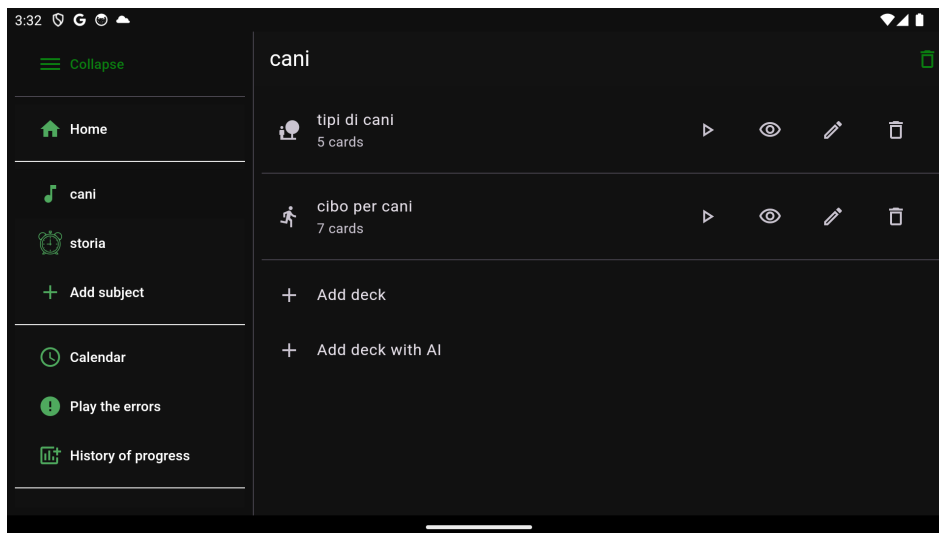 3:32
Collapse
Home
cani
storia
Add subject
Calendar
Play the errors
History of progress
cani
tipi di cani
5 cards
cibo per cani
7 cards
Add deck
Add deck with AI